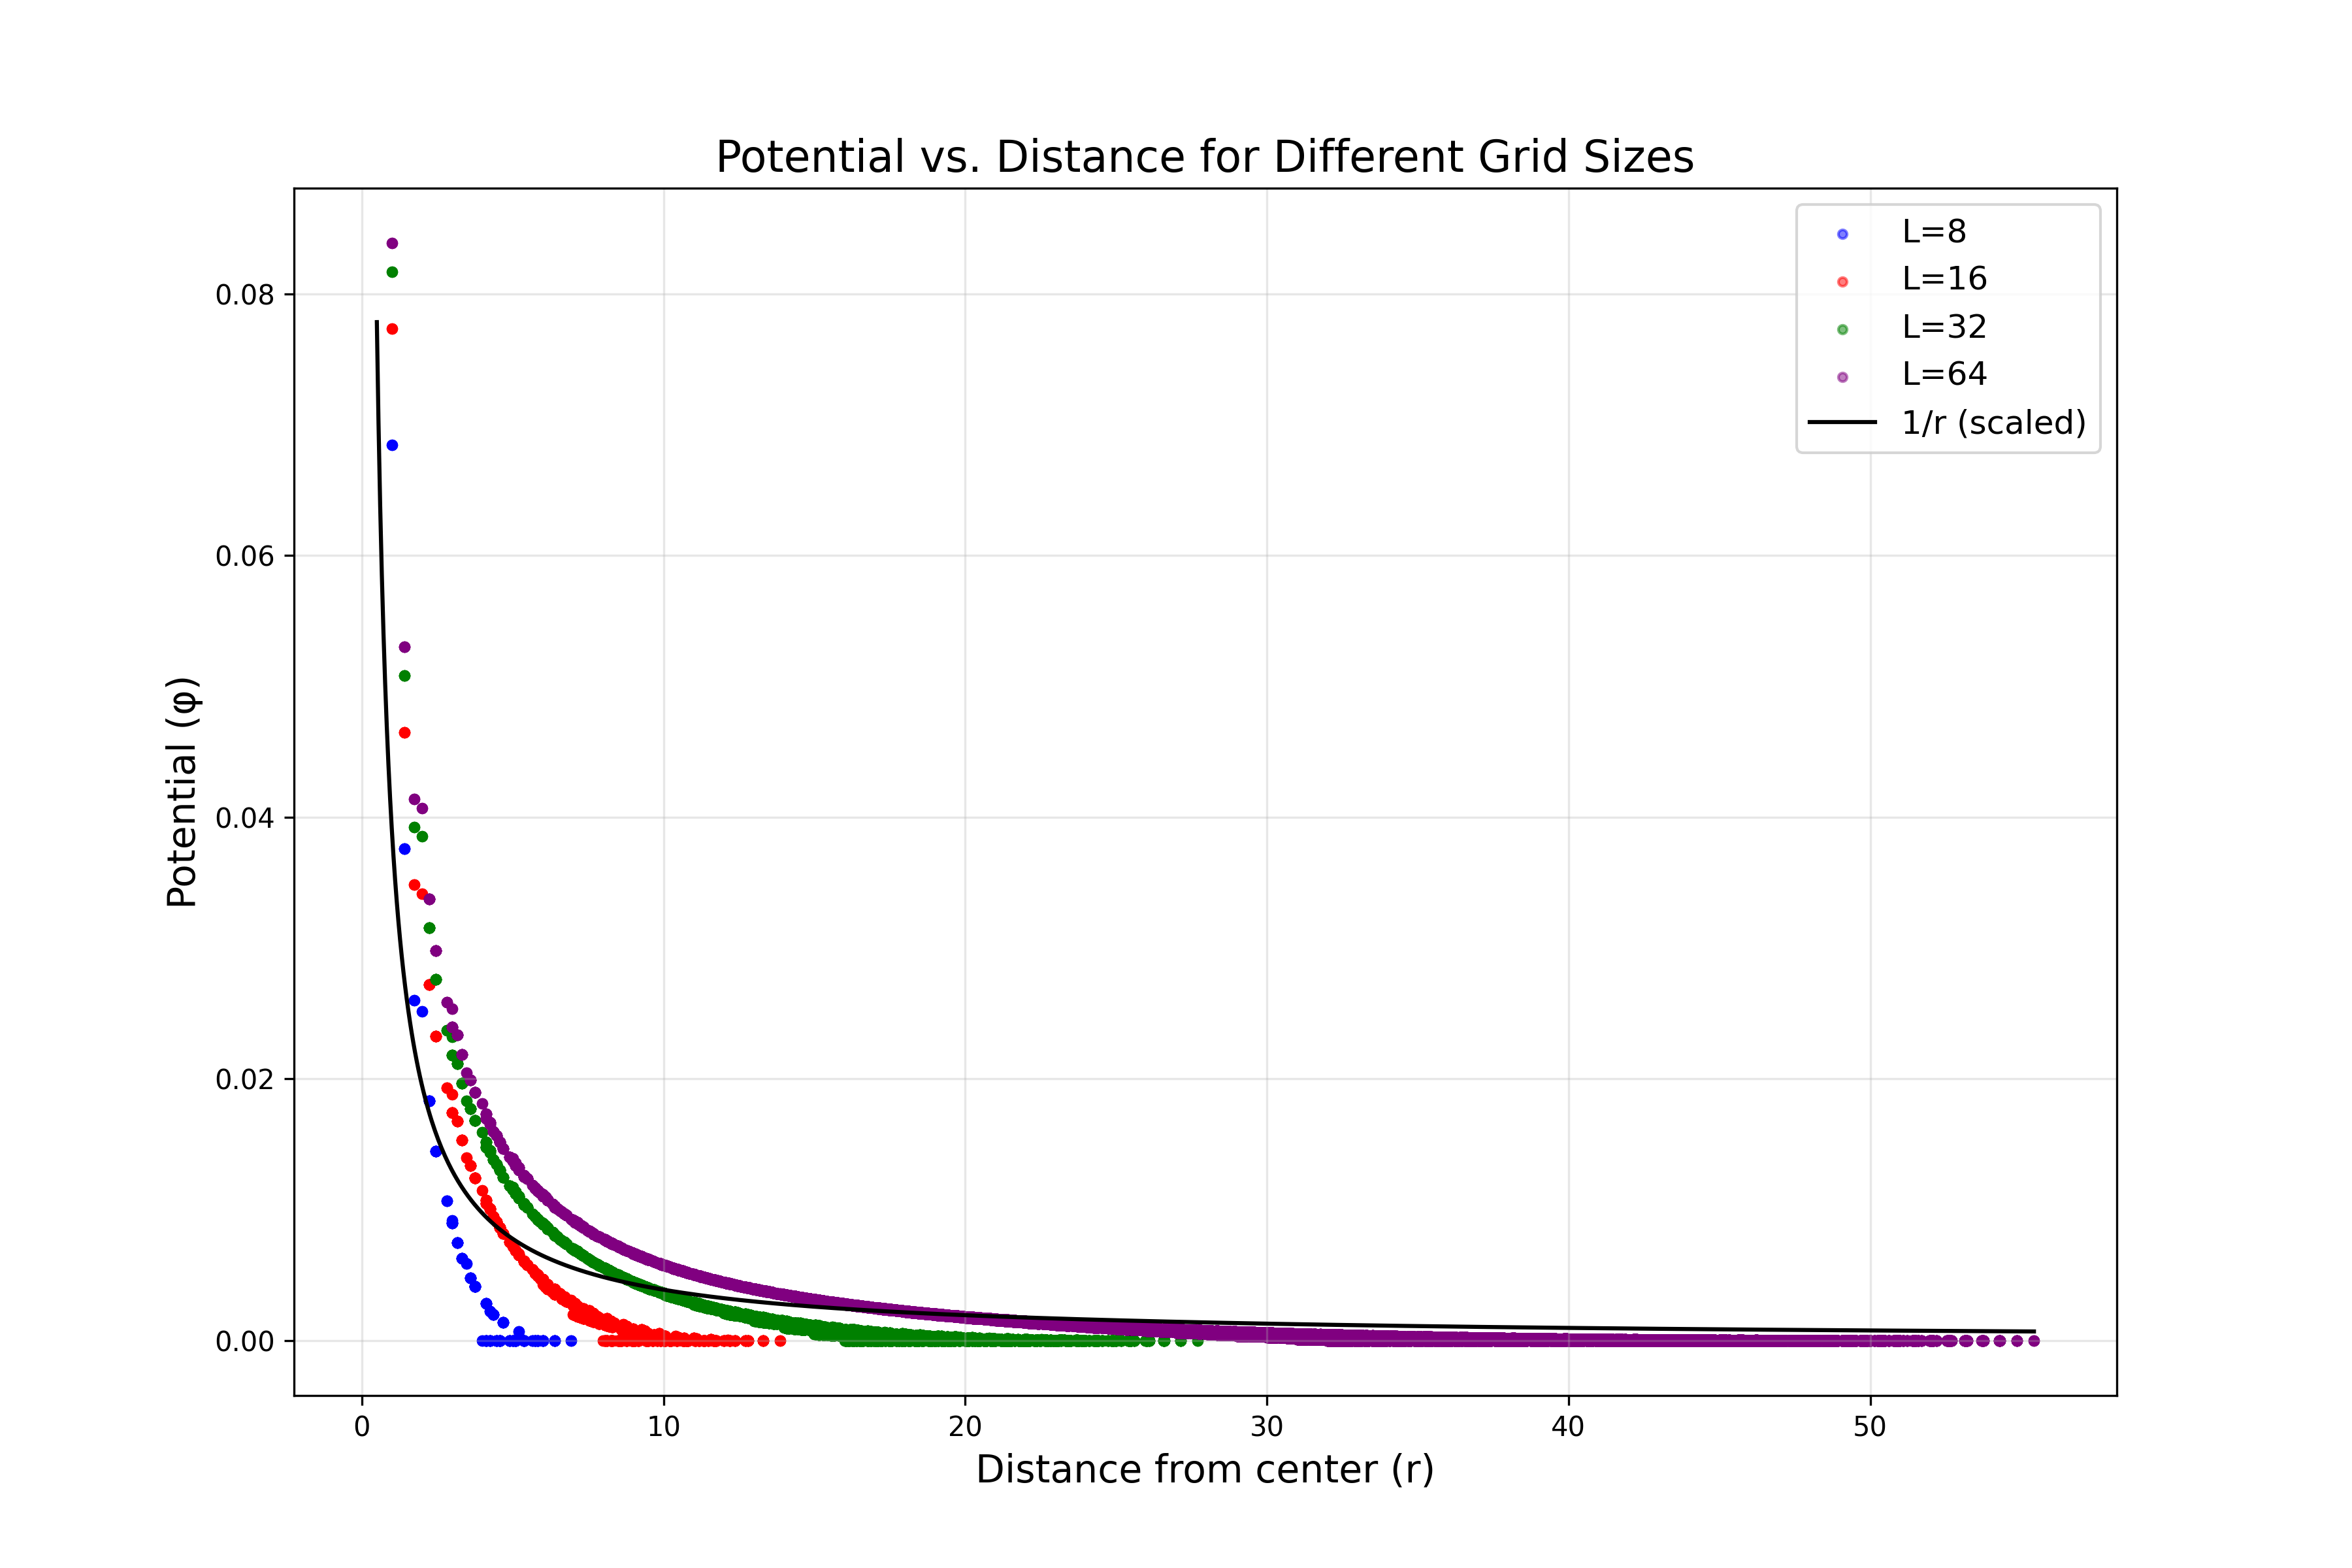 Potential vs. Distance for Different Grid Sizes
L=8
L=16
L=32
L=64
1/r (scaled)
Potential (φ)
0.08
0.06
0.04
0.02
0.00
0 10 20 30 40 50
Distance from center (r)